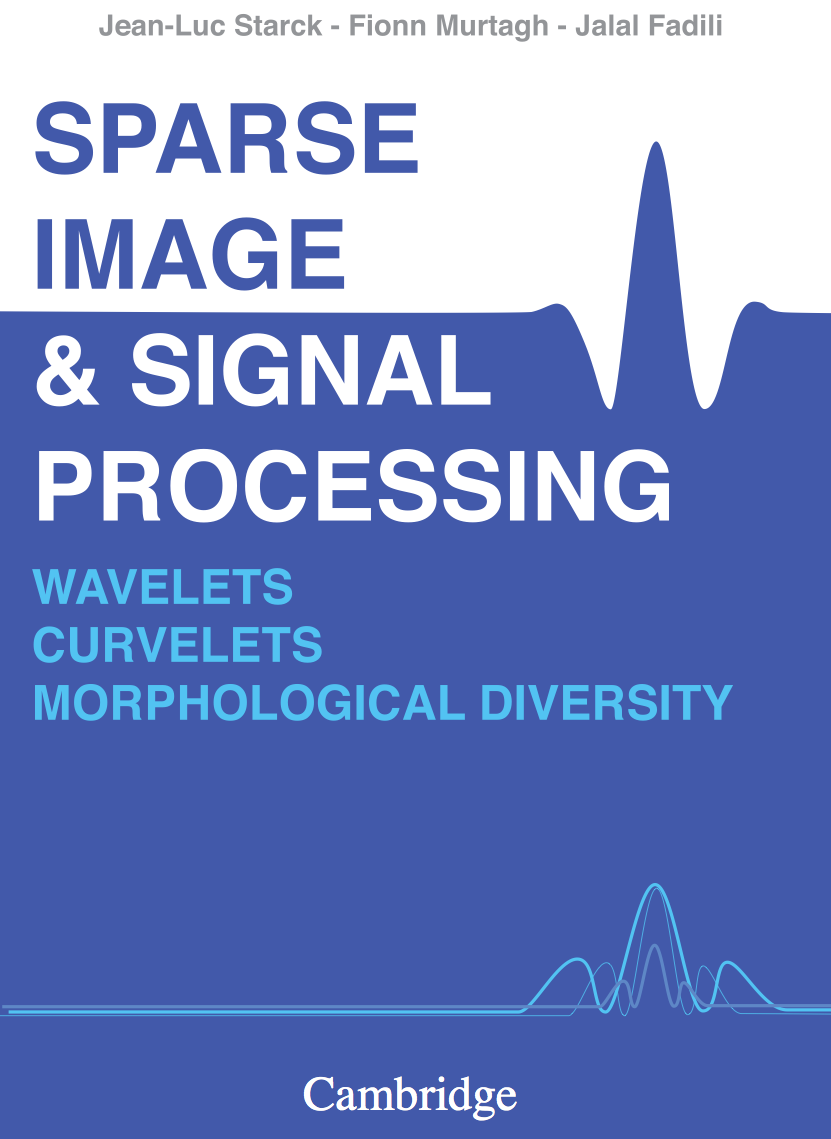 Jean-Luc Starck - Fionn Murtagh - Jalal Fadili
SPARSE
IMAGE
& SIGNAL
PROCESSING
WAVELETS
CURVELETS
MORPHOLOGICAL DIVERSITY
Cambridge